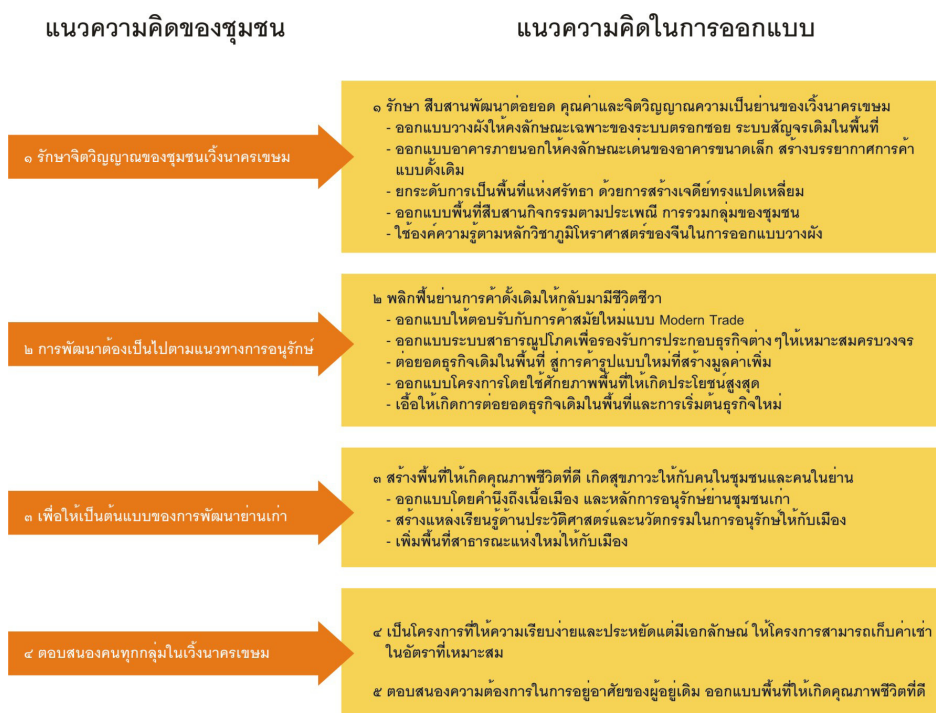 แนวความคิดของชุมชน
แนวความคิดในการออกแบบ
๑ รักษาจิตวิญญาณของชุมชนเวิ้งนาครเขษม
๑ รักษา สืบสานพัฒนาต่อยอด คุณค่าและจิตวิญญาณความเป็นย่านของเวิ้งนาครเขษม
- ออกแบบวางผังให้คงลักษณะเฉพาะของระบบตรอกซอย ระบบสัญจรเดิมในพื้นที่
- ออกแบบอาคารภายนอกให้คงลักษณะเด่นของอาคารขนาดเล็ก สร้างบรรยากาศการค้า
แบบดั้งเดิม
- ยกระดับการเป็นพื้นที่แห่งศรัทธา ด้วยการสร้างเจดีย์ทรงแปดเหลี่ยม
- ออกแบบพื้นที่สืบสานกิจกรรมตามประเพณี การรวมกลุ่มของชุมชน
- ใช้องค์ความรู้ตามหลักวิชาภูมิโหราศาสตร์ของจีนในการออกแบบวางผัง
๒ การพัฒนาต้องเป็นไปตามแนวทางการอนุรักษ์
๒ พลิกฟื้นย่านการค้าดั้งเดิมให้กลับมามีชีวิตชีวา
- ออกแบบให้ตอบรับกับการค้าสมัยใหม่แบบ Modern Trade
- ออกแบบระบบสาธารณูปโภคเพื่อรองรับการประกอบธุรกิจต่างๆให้เหมาะสมครบวงจร
- ต่อยอดธุรกิจเดิมในพื้นที่ สู่การค้ารูปแบบใหม่ที่สร้างมูลค่าเพิ่ม
- ออกแบบโครงการโดยใช้ศักยภาพพื้นที่ให้เกิดประโยชน์สูงสุด
- เอื้อให้เกิดการต่อยอดธุรกิจเดิมในพื้นที่และการเริ่มต้นธุรกิจใหม่
๓ เพื่อให้เป็นต้นแบบของการพัฒนาย่านเก่า
๓ สร้างพื้นที่ให้เกิดคุณภาพชีวิตที่ดี เกิดสุขภาวะให้กับคนในชุมชนและคนในย่าน
- ออกแบบโดยคำนึงถึงเนื้อเมือง และหลักการอนุรักษ์ย่านชุมชนเก่า
- สร้างแหล่งเรียนรู้ด้านประวัติศาสตร์และนวัตกรรมในการอนุรักษ์ให้กับเมือง
- เพิ่มพื้นที่สาธารณะแห่งใหม่ให้กับเมือง
๔ ตอบสนองคนทุกกลุ่มในเวิ้งนาครเขษม
๔ เป็นโครงการที่ให้ความเรียบง่ายและประหยัดแต่มีเอกลักษณ์ ให้โครงการสามารถเก็บค่าเช่า
ในอัตราที่เหมาะสม
๕ ตอบสนองความต้องการในการอยู่อาศัยของผู้อยู่เดิม ออกแบบพื้นที่ให้เกิดคุณภาพชีวิตที่ดี